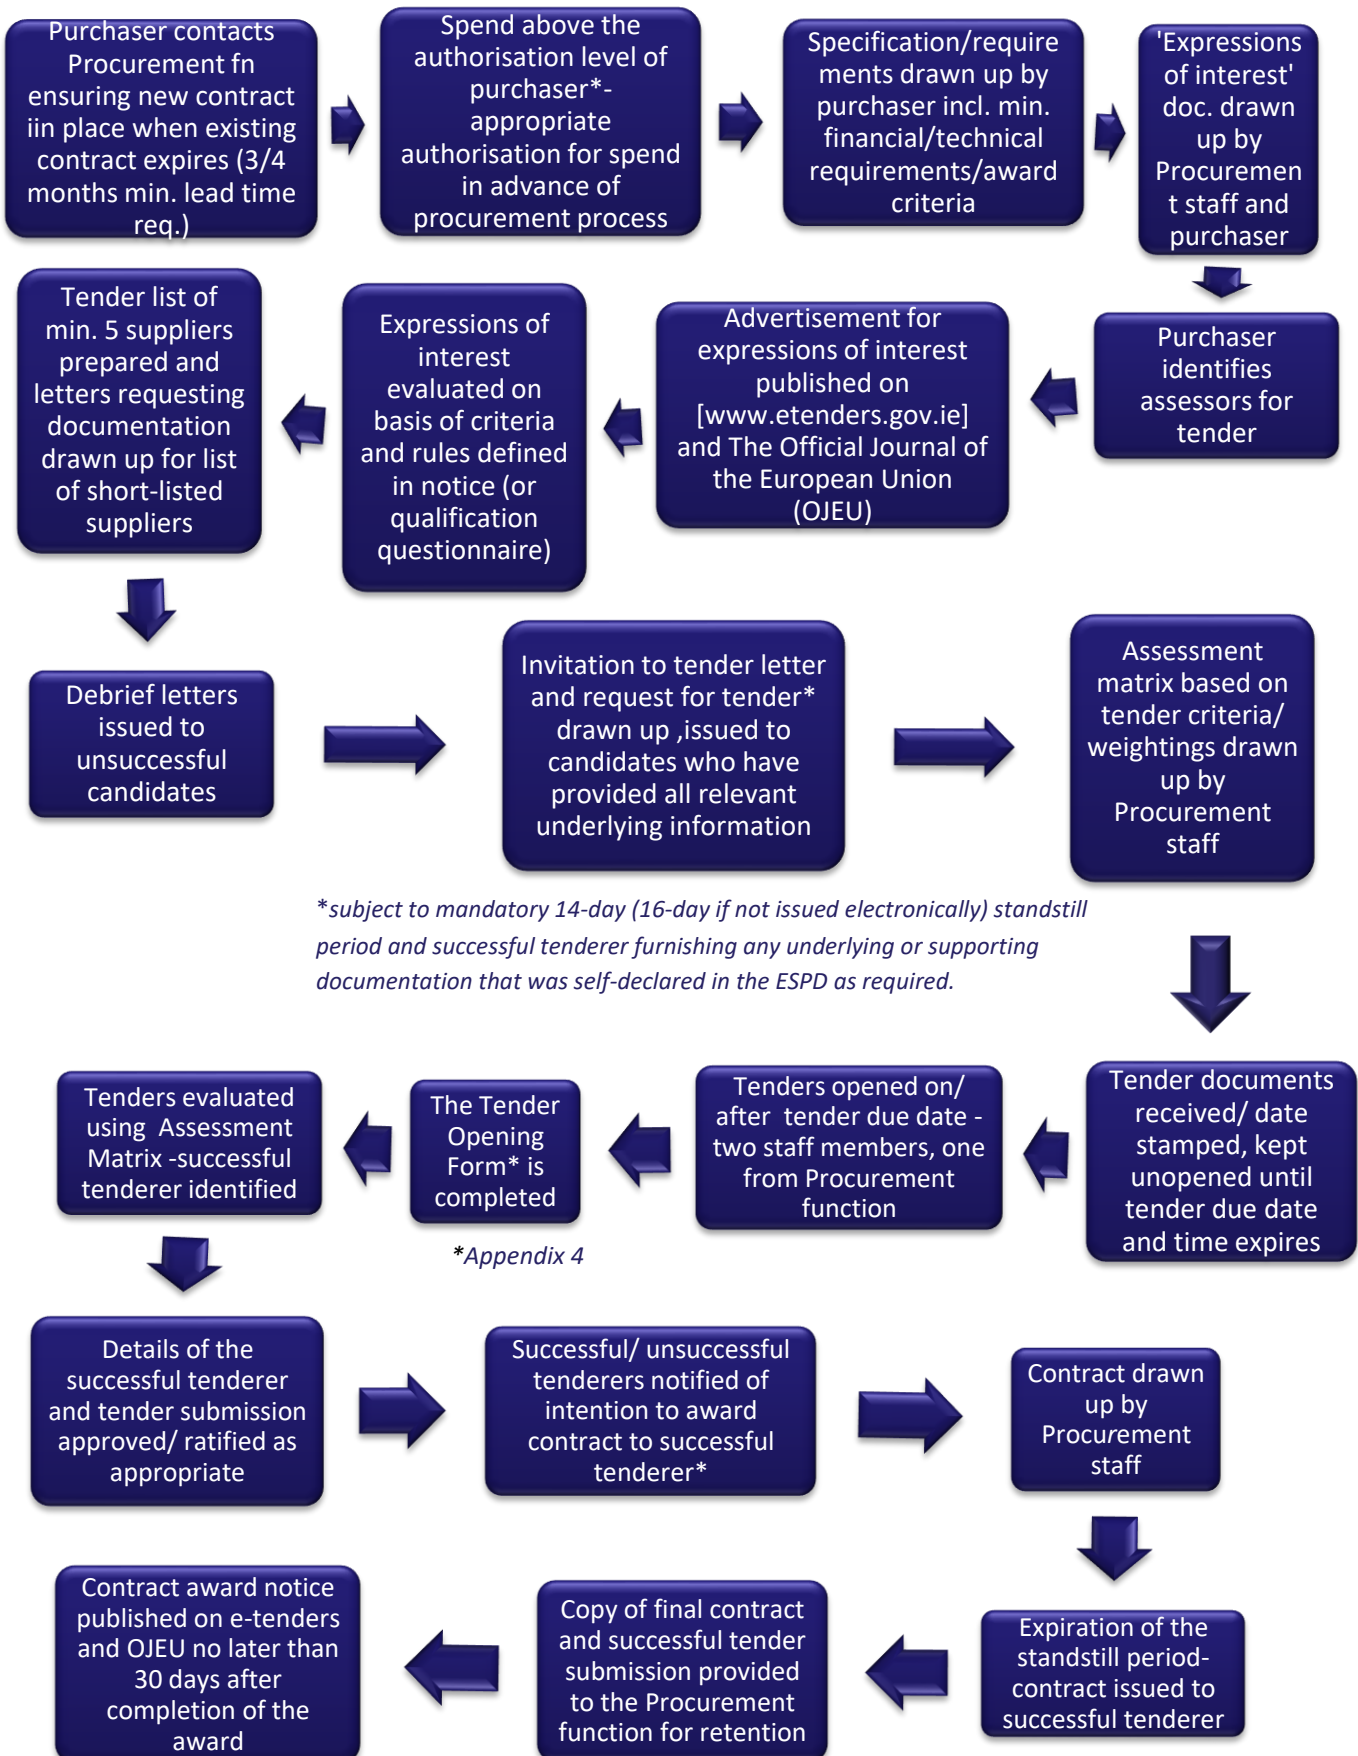 Purchaser contacts
Procurement fn
ensuring new contract
iin place when existing
contract expires (3/4
months min. lead time
req.)
Spend above the
authorisation level of
purchaser*-
appropriate
authorisation for spend
in advance of
procurement process
Specification/require
ments drawn up by
purchaser incl. min.
financial/technical
requirements/award
criteria
'Expressions
of interest'
doc. drawn
up by
Procuremen
t staff and
purchaser
Purchaser
identifies
assessors for
tender
Advertisement for
expressions of interest
published on
[www.etenders.gov.ie]
and The Official Journal of
the European Union
(OJEU)
Expressions of
interest
evaluated on
basis of criteria
and rules defined
in notice (or
qualification
questionnaire)
Tender list of
min. 5 suppliers
prepared and
letters requesting
documentation
drawn up for list
of short-listed
suppliers
Debrief letters
issued to
unsuccessful
candidates
Invitation to tender letter
and request for tender*
drawn up ,issued to
candidates who have
provided all relevant
underlying information
Assessment
matrix based on
tender criteria/
weightings drawn
up by
Procurement
staff
*subject to mandatory 14-day (16-day if not issued electronically) standstill
period and successful tenderer furnishing any underlying or supporting
documentation that was self-declared in the ESPD as required.
Tender documents
received/ date
stamped, kept
unopened until
tender due date
and time expires
Tenders opened on/
after tender due date -
two staff members, one
from Procurement
function
The Tender
Opening
Form* is
completed
*Appendix 4
Tenders evaluated
using Assessment
Matrix -successful
tenderer identified
Details of the
successful tenderer
and tender submission
approved/ ratified as
appropriate
Successful/ unsuccessful
tenderers notified of
intention to award
contract to successful
tenderer*
Contract drawn
up by
Procurement
staff
Expiration of the
standstill period-
contract issued to
successful tenderer
Copy of final contract
and successful tender
submission provided
to the Procurement
function for retention
Contract award notice
published on e-tenders
and OJEU no later than
30 days after
completion of the
award